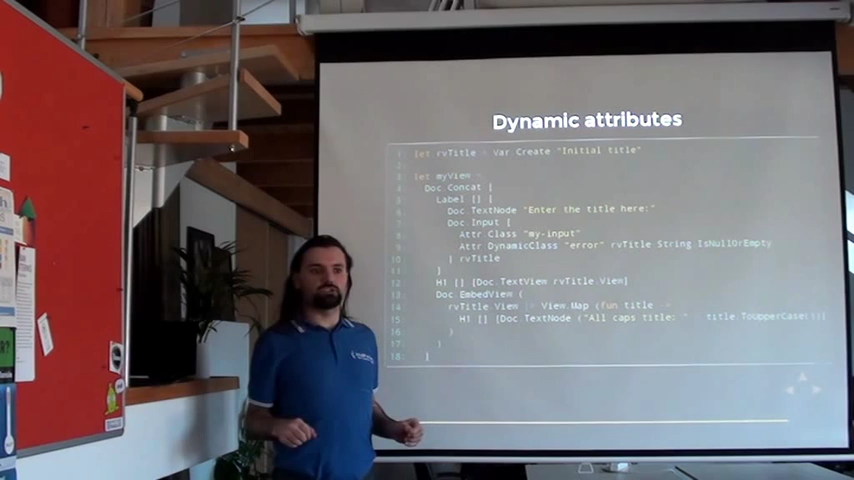 Dynamic attributes
1 let rvTitle = Var.Create "Initial title"
2
3 let myView =
4 Doc.Concat [
5 Label [] [
6 Doc.TextNode "Enter the title here:"
7 Doc.Input [
8 Attr.Class "my-input"
9 Attr.DynamicClass "error" rvTitle String.IsNullOrEmpty
10 ] rvTitle
11 ]
12 H1 [] [Doc.TextView rvTitle.View]
13 Doc.EmbedView (
14 rvTitle.View |> View.Map (fun title ->
15 H1 [] [Doc.TextNode ("All caps title: " + title.ToUpperCase())]
16 )
17 )
18 ]